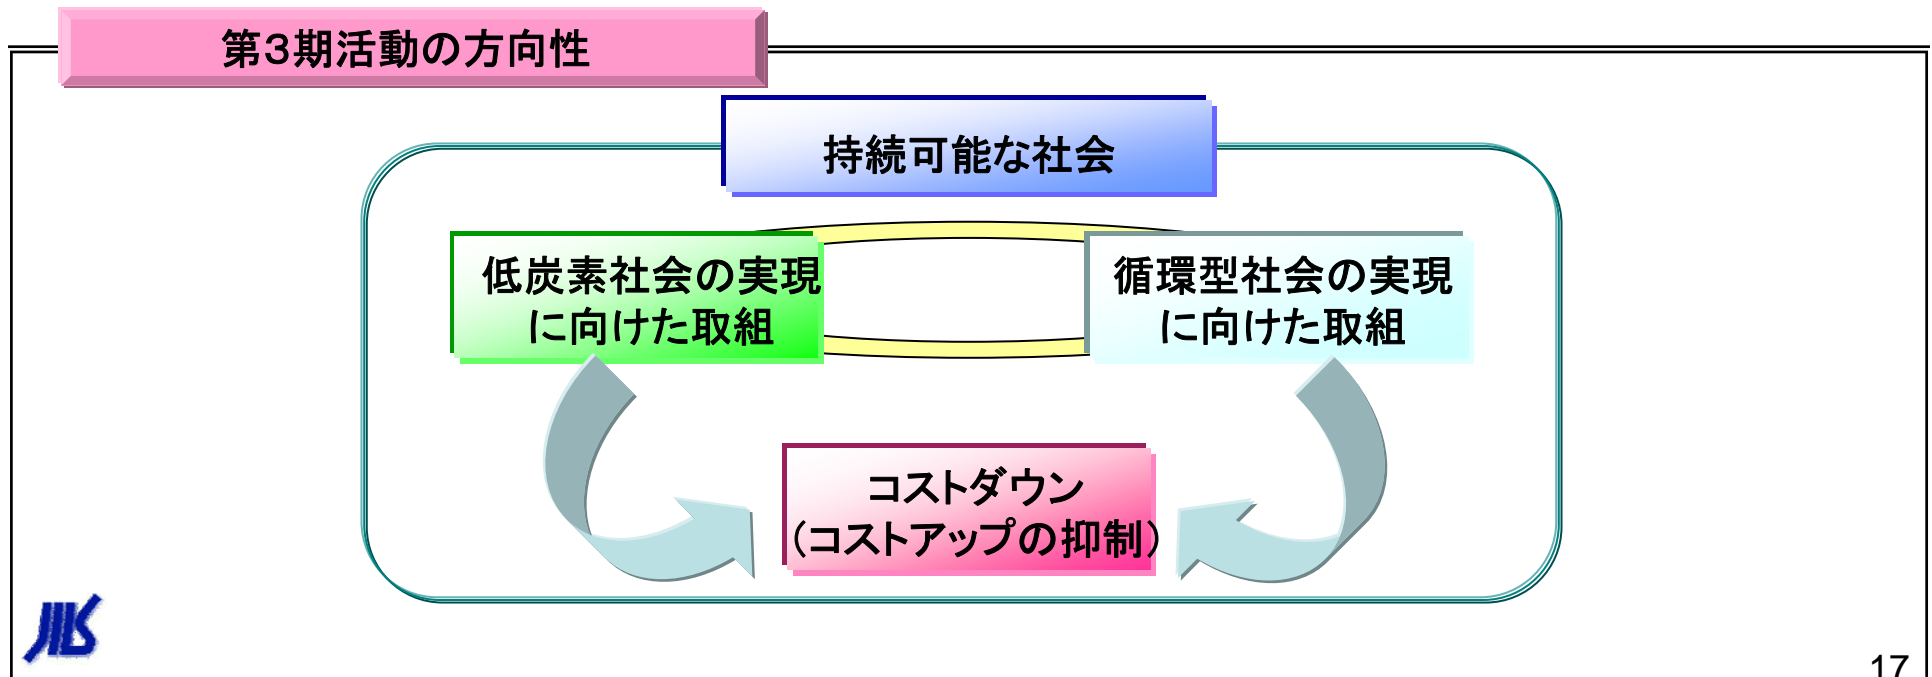 第3期活動の方向性
持続可能な社会
低炭素社会の実現
に向けた取組
循環型社会の実現
に向けた取組
コストダウン
(コストアップの抑制)
JILS
17